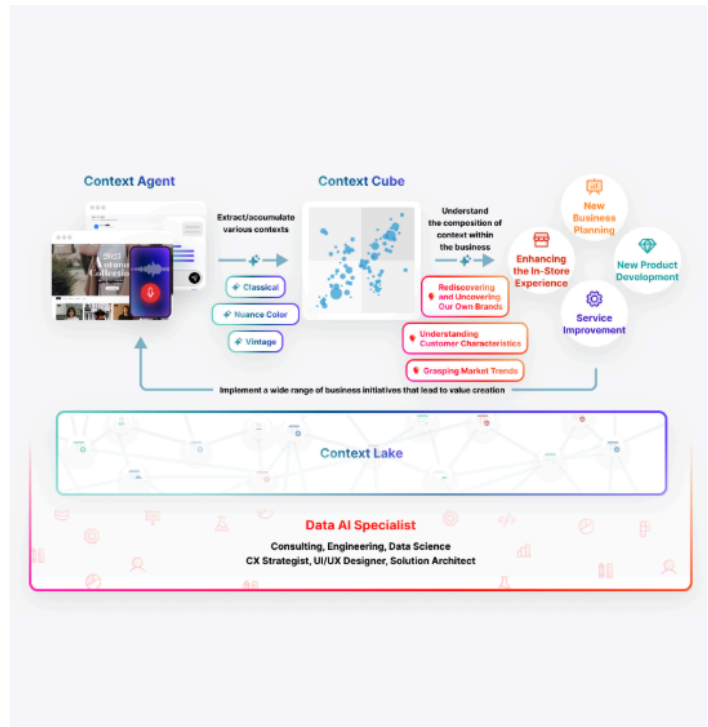 Context Agent
Context Cube
Extract/accumulate
various contexts
Understand
the composition of
context within
the business
New
Business
Planning
Enhancing
the In-Store
Experience
New Product
Development
Service
Improvement
2025
Autumn
Collection
Classical
Nuance Color
Vintage
Rediscovering
and Uncovering
Our Own Brands
Understanding
Customer Characteristics
Grasping Market Trends
Implement a wide range of business initiatives that lead to value creation
Context Lake
Data AI Specialist
Consulting, Engineering, Data Science
CX Strategist, UI/UX Designer, Solution Architect